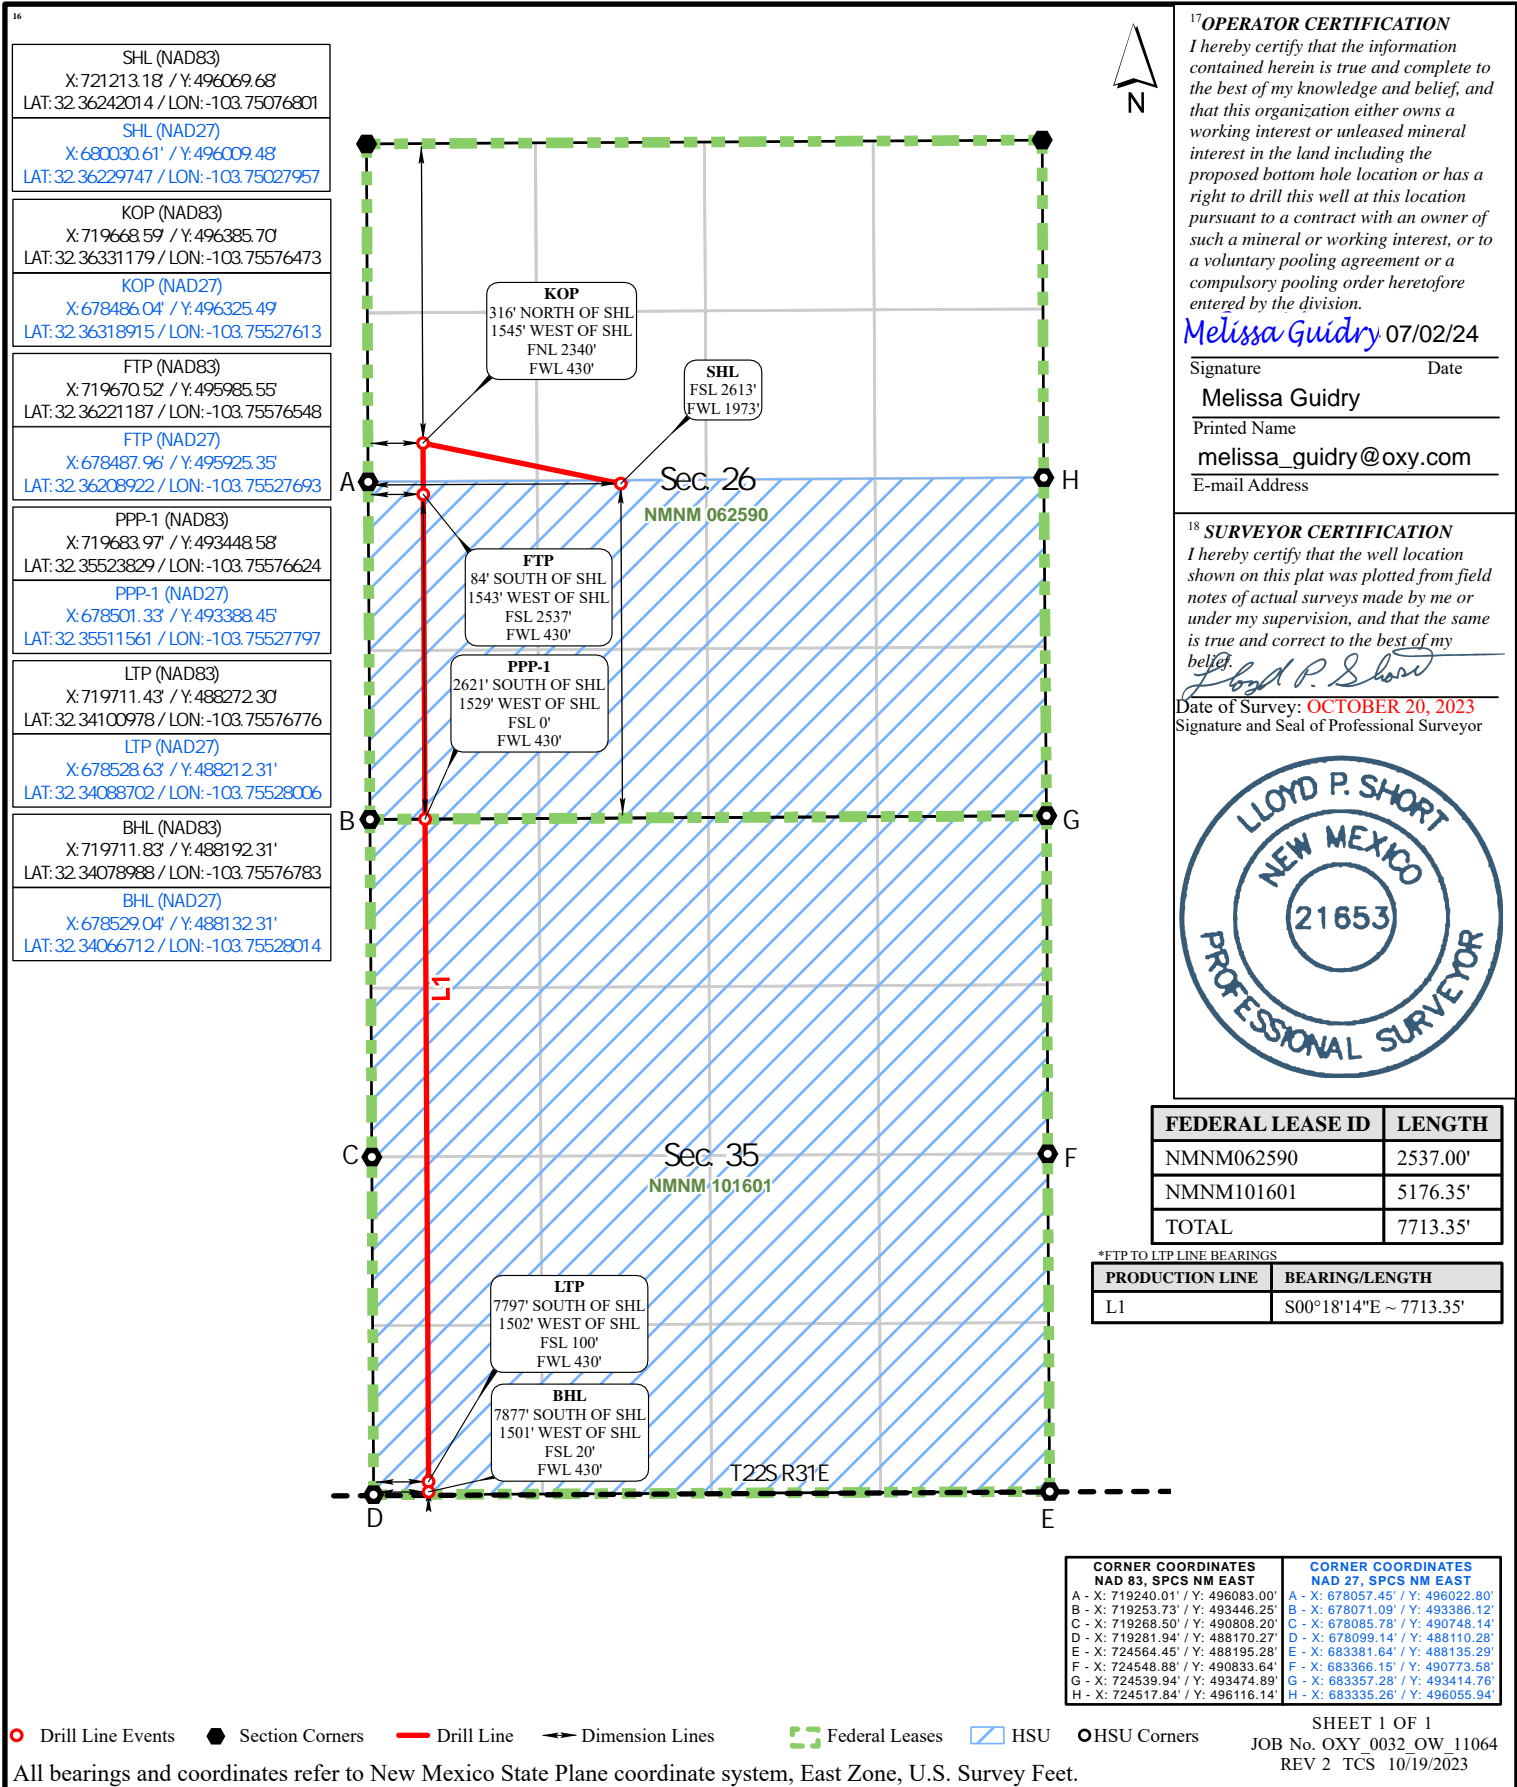 16
SHL (NAD83)
X: 721213.18' / Y: 496069.68'
LAT: 32.36242014 / LON: -103.75076801
SHL (NAD27)
X: 680030.61' / Y: 496009.48'
LAT: 32.36229747 / LON: -103.75027957
KOP (NAD83)
X: 719668.59' / Y: 496385.70'
LAT: 32.36331179 / LON: -103.75576473
KOP (NAD27)
X: 678486.04' / Y: 496325.49'
LAT: 32.36318915 / LON: -103.75527613
FTP (NAD83)
X: 719670.52' / Y: 495985.55'
LAT: 32.36221187 / LON: -103.75576548
FTP (NAD27)
X: 678487.96' / Y: 495925.35'
LAT: 32.36208922 / LON: -103.75527693
PPP-1 (NAD83)
X: 719683.97' / Y: 493448.58'
LAT: 32.35523829 / LON: -103.75576624
PPP-1 (NAD27)
X: 678501.33' / Y: 493388.45'
LAT: 32.35511561 / LON: -103.75527797
LTP (NAD83)
X: 719711.43' / Y: 488272.30'
LAT: 32.34100978 / LON: -103.75576776
LTP (NAD27)
X: 678528.63' / Y: 488212.31'
LAT: 32.34088702 / LON: -103.75528006
BHL (NAD83)
X: 719711.83' / Y: 488192.31'
LAT: 32.34078988 / LON: -103.75576783
BHL (NAD27)
X: 678529.04' / Y: 488132.31'
LAT: 32.34066712 / LON: -103.75528014
N
KOP
316' NORTH OF SHL
1545' WEST OF SHL
FNL 2340'
FWL 430'
SHL
FSL 2613'
FWL 1973'
A
Sec. 26
H
NMNM 062590
FTP
84' SOUTH OF SHL
1543' WEST OF SHL
FSL 2537'
FWL 430'
PPP-1
2621' SOUTH OF SHL
1529' WEST OF SHL
FSL 0'
FWL 430'
B
G
L1
C
Sec. 35
F
NMNM 101601
LTP
7797' SOUTH OF SHL
1502' WEST OF SHL
FSL 100'
FWL 430'
BHL
7877' SOUTH OF SHL
1501' WEST OF SHL
FSL 20'
FWL 430'
T22S R31E
D
E
17 OPERATOR CERTIFICATION
I hereby certify that the information
contained herein is true and complete to
the best of my knowledge and belief, and
that this organization either owns a
working interest or unleased mineral
interest in the land including the
proposed bottom hole location or has a
right to drill this well at this location
pursuant to a contract with an owner of
such a mineral or working interest, or to
a voluntary pooling agreement or a
compulsory pooling order heretofore
entered by the division.
Melissa Guidry 07/02/24
Signature Date
Melissa Guidry
Printed Name
melissa_guidry@oxy.com
E-mail Address
18 SURVEYOR CERTIFICATION
I hereby certify that the well location
shown on this plat was plotted from field
notes of actual surveys made by me or
under my supervision, and that the same
is true and correct to the best of my
belief.
Lloyd P. Short
Date of Survey: OCTOBER 20, 2023
Signature and Seal of Professional Surveyor
LLOYD P. SHORT
NEW MEXICO
21653
PROFESSIONAL SURVEYOR
FEDERAL LEASE ID LENGTH
NMNM062590 2537.00'
NMNM101601 5176.35'
TOTAL 7713.35'
*FTP TO LTP LINE BEARINGS
PRODUCTION LINE BEARING/LENGTH
L1 S00°18'14"E ~ 7713.35'
CORNER COORDINATES
NAD 83, SPCS NM EAST
A - X: 719240.01' / Y: 496083.00'
B - X: 719253.73' / Y: 493446.25'
C - X: 719268.50' / Y: 490808.20'
D - X: 719281.94' / Y: 488170.27'
E - X: 724564.45' / Y: 488195.28'
F - X: 724548.88' / Y: 490833.64'
G - X: 724539.94' / Y: 493474.89'
H - X: 724517.84' / Y: 496116.14'
CORNER COORDINATES
NAD 27, SPCS NM EAST
A - X: 678057.45' / Y: 496022.80'
B - X: 678071.09' / Y: 493386.12'
C - X: 678085.78' / Y: 490748.14'
D - X: 678099.14' / Y: 488110.28'
E - X: 683381.64' / Y: 488135.29'
F - X: 683366.15' / Y: 490773.58'
G - X: 683357.28' / Y: 493414.76'
H - X: 683335.26' / Y: 496055.94'
Drill Line Events Section Corners Drill Line Dimension Lines Federal Leases HSU HSU Corners
SHEET 1 OF 1
JOB No. OXY_0032_OW_11064
REV 2 TCS 10/19/2023
All bearings and coordinates refer to New Mexico State Plane coordinate system, East Zone, U.S. Survey Feet.